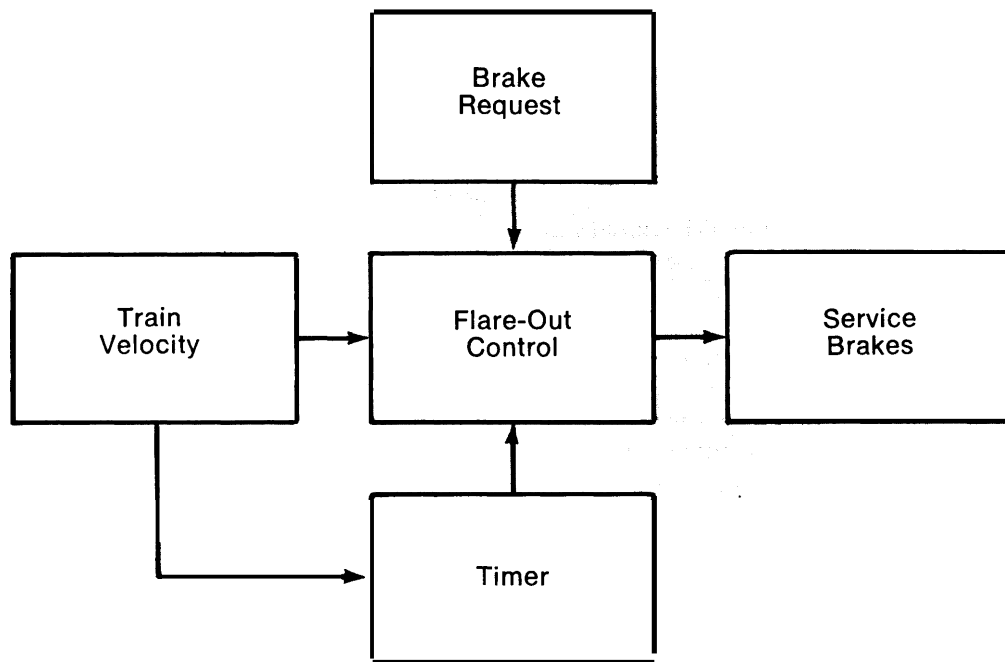 Brake
Request
Train
Velocity
Flare-Out
Control
Service
Brakes
Timer